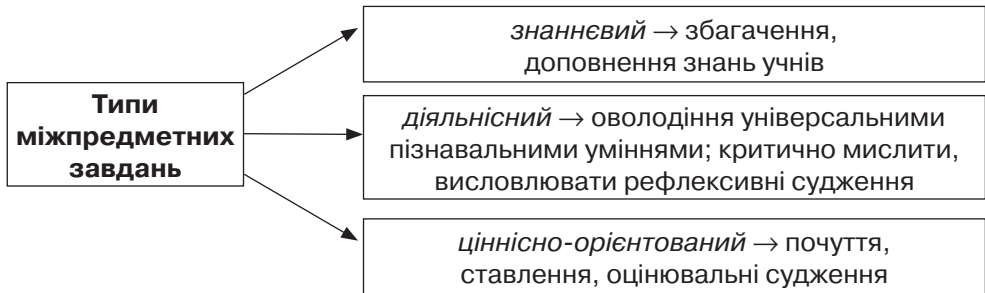 Типи
міжпредметних
завдань
знаннєвий → збагачення,
доповнення знань учнів
діяльнісний → оволодіння універсальними
пізнавальними уміннями; критично мислити,
висловлювати рефлексивні судження
ціннісно-орієнтований → почуття,
ставлення, оцінювальні судження